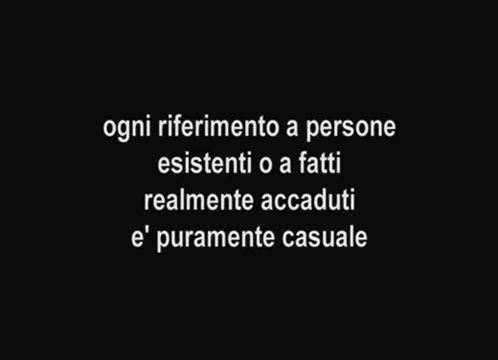 ogni riferimento a persone
esistenti o a fatti
realmente accaduti
e' puramente casuale